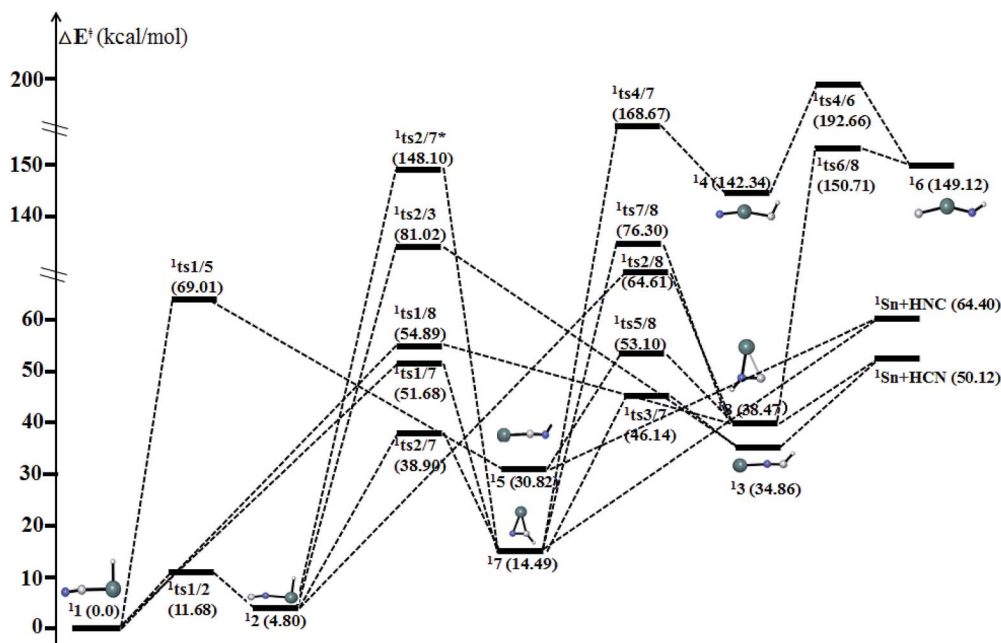 △E‡ (kcal/mol)
200
150
140
60
50
40
30
20
10
0
¹ts4/7
(168.67)
¹ts4/6
(192.66)
¹ts2/7*
(148.10)
¹4 (142.34)
¹ts6/8
(150.71)
¹6 (149.12)
¹ts2/3
(81.02)
¹ts7/8
(76.30)
¹ts1/5
(69.01)
¹ts2/8
(64.61)
¹Sn+HNC (64.40)
¹ts1/8
(54.89)
¹ts5/8
(53.10)
¹ts1/7
(51.68)
¹Sn+HCN (50.12)
¹ts2/7
(38.90)
¹ts3/7
(46.14)
8 (38.47)
¹5 (30.82)
¹3 (34.86)
¹7 (14.49)
¹1 (0.0)
¹ts1/2
(11.68)
¹2 (4.80)